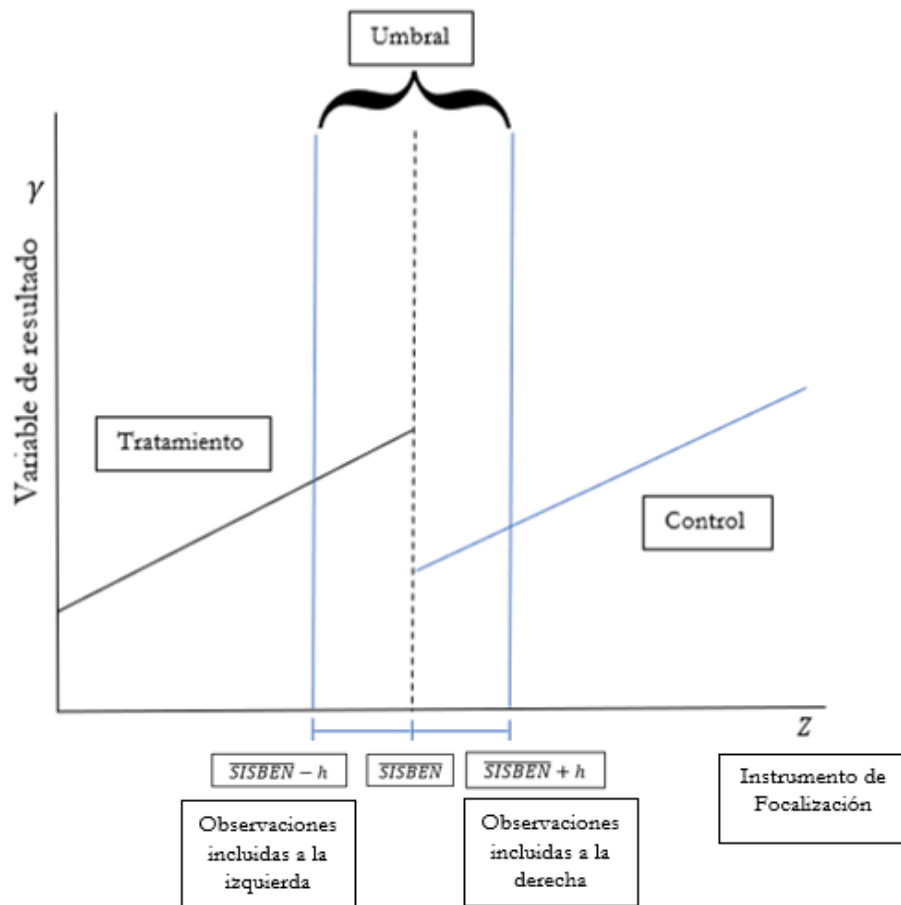 Umbral
γ
Variable de resultado
Tratamiento
Control
Z
SISBEN − h
SISBEN
SISBEN + h
Instrumento de
Focalización
Observaciones
incluidas a la
izquierda
Observaciones
incluidas a la
derecha